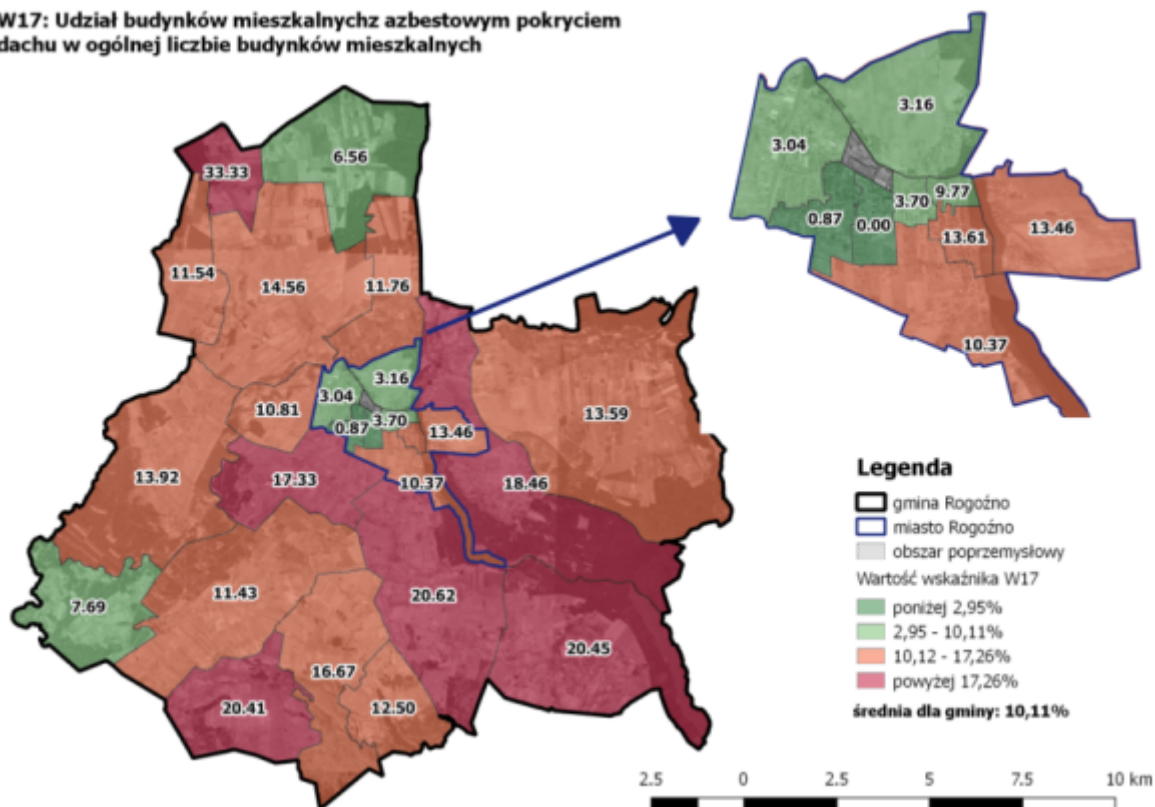 W17: Udział budynków mieszkalnychz azbestowym pokryciem
dachu w ogólnej liczbie budynków mieszkalnych
33.33
6.56
11.54
14.56
11.76
3.04
3.16
10.81
0.87
3.70
13.46
13.59
13.92
17.33
10.37
18.46
7.69
11.43
20.62
20.45
16.67
20.41
12.50
3.16
3.04
9.77
3.70
0.87
0.00
13.61
13.46
10.37
Legenda
gmina Rogoźno
miasto Rogoźno
obszar poprzemysłowy
Wartość wskaźnika W17
poniżej 2,95%
2,95 - 10,11%
10,12 - 17,26%
powyżej 17,26%
średnia dla gminy: 10,11%
2.5 0 2.5 5 7.5 10 km